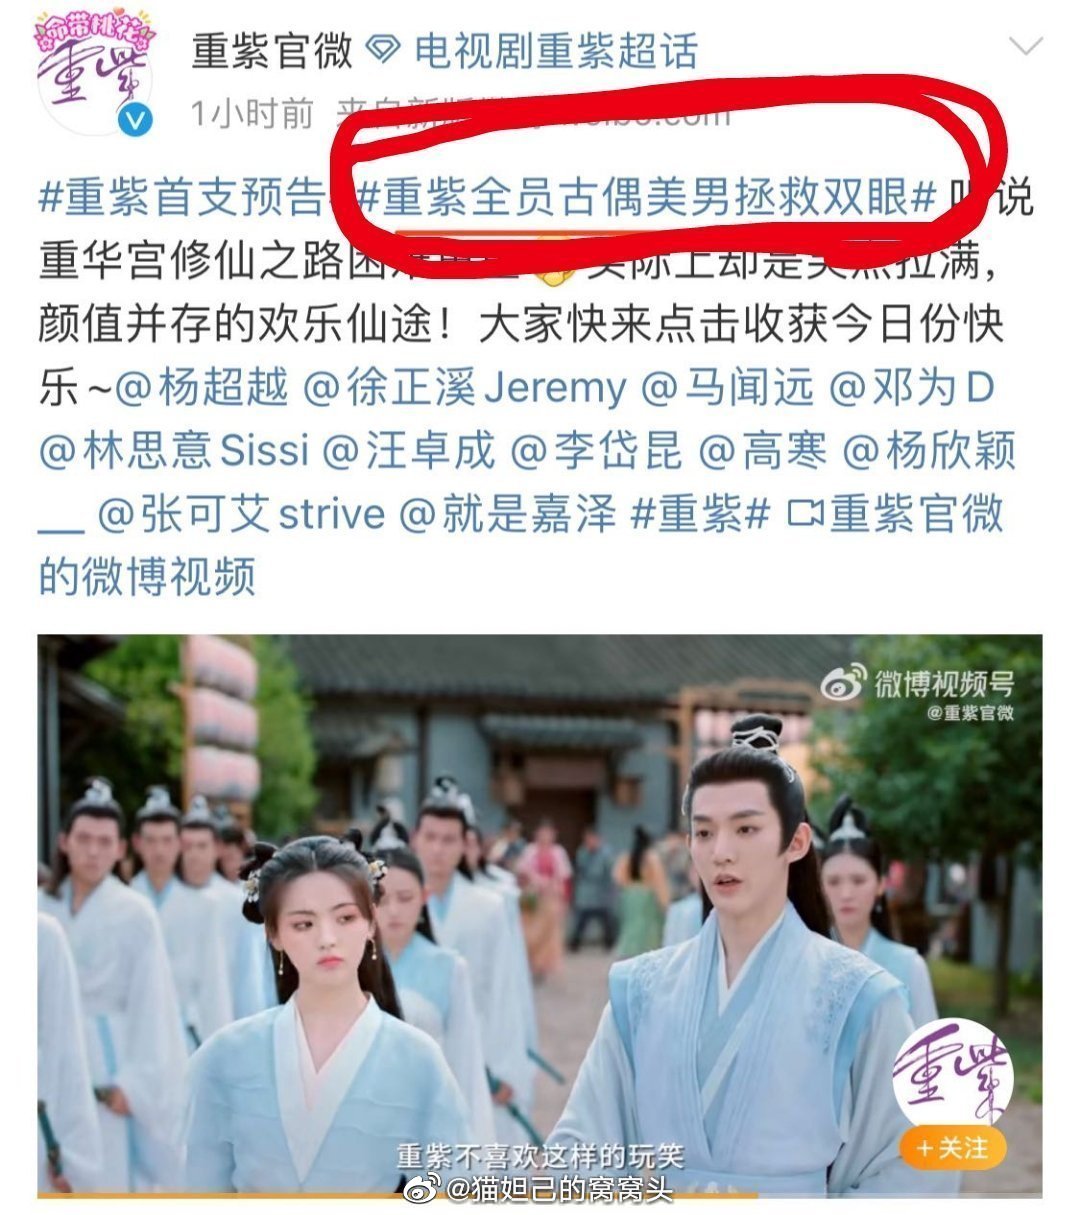 命带桃花
重紫
重紫官微 电视剧重紫超话
1小时前 来自新版
#重紫首支预告 #重紫全员古偶美男拯救双眼# 听说
重华宫修仙之路困难重重 实际上却是笑点拉满，
颜值并存的欢乐仙途！大家快来点击收获今日份快
乐~@杨超越 @徐正溪Jeremy @马闻远 @邓为D
@林思意Sissi @汪卓成 @李岱昆 @高寒 @杨欣颖
__ @张可艾strive @就是嘉泽 #重紫# 重紫官微
的微博视频
微博视频号
@重紫官微
重紫
+关注
重紫不喜欢这样的玩笑
@猫妲己的窝窝头